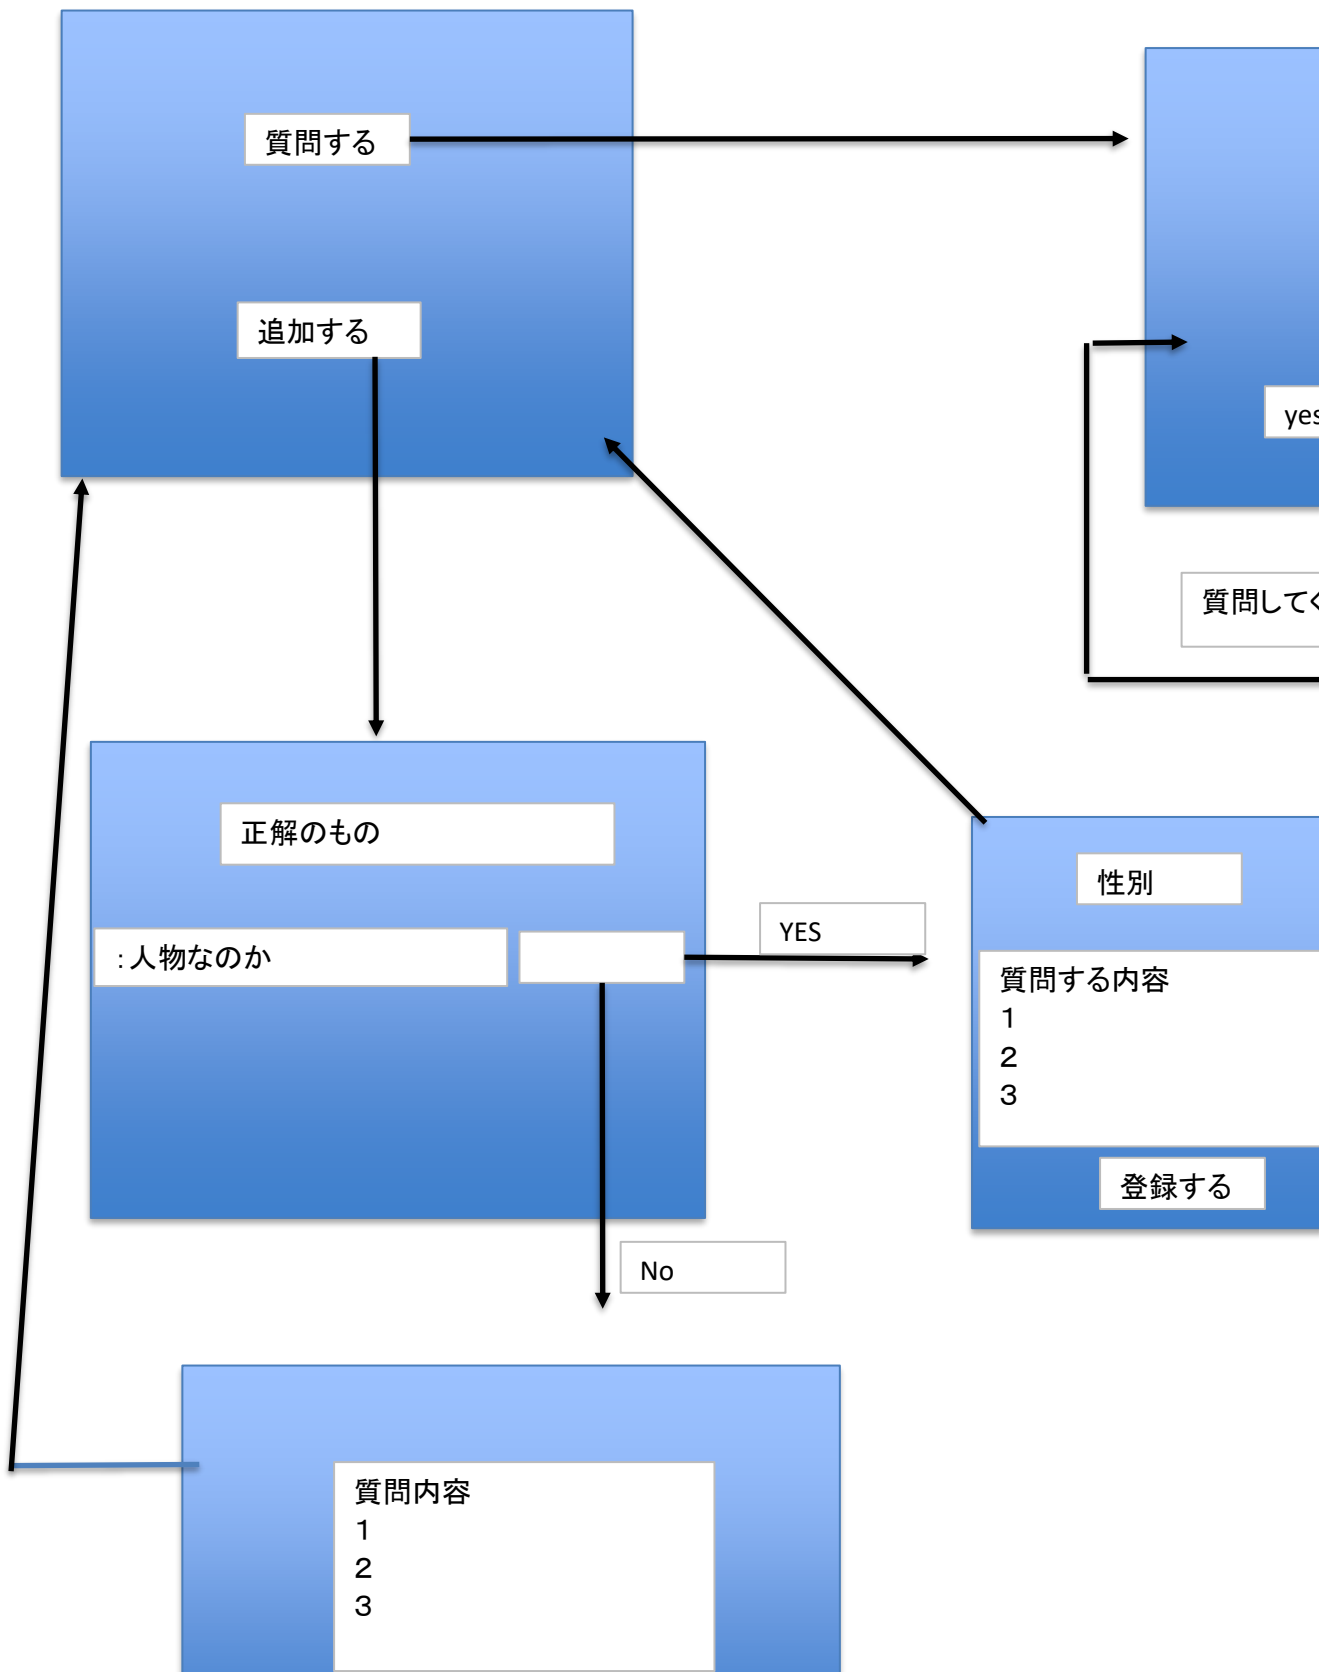 質問する
追加する
yes
質問してく
正解のもの
：人物なのか
YES
性別
質問する内容
１
２
３
登録する
No
質問内容
１
２
３